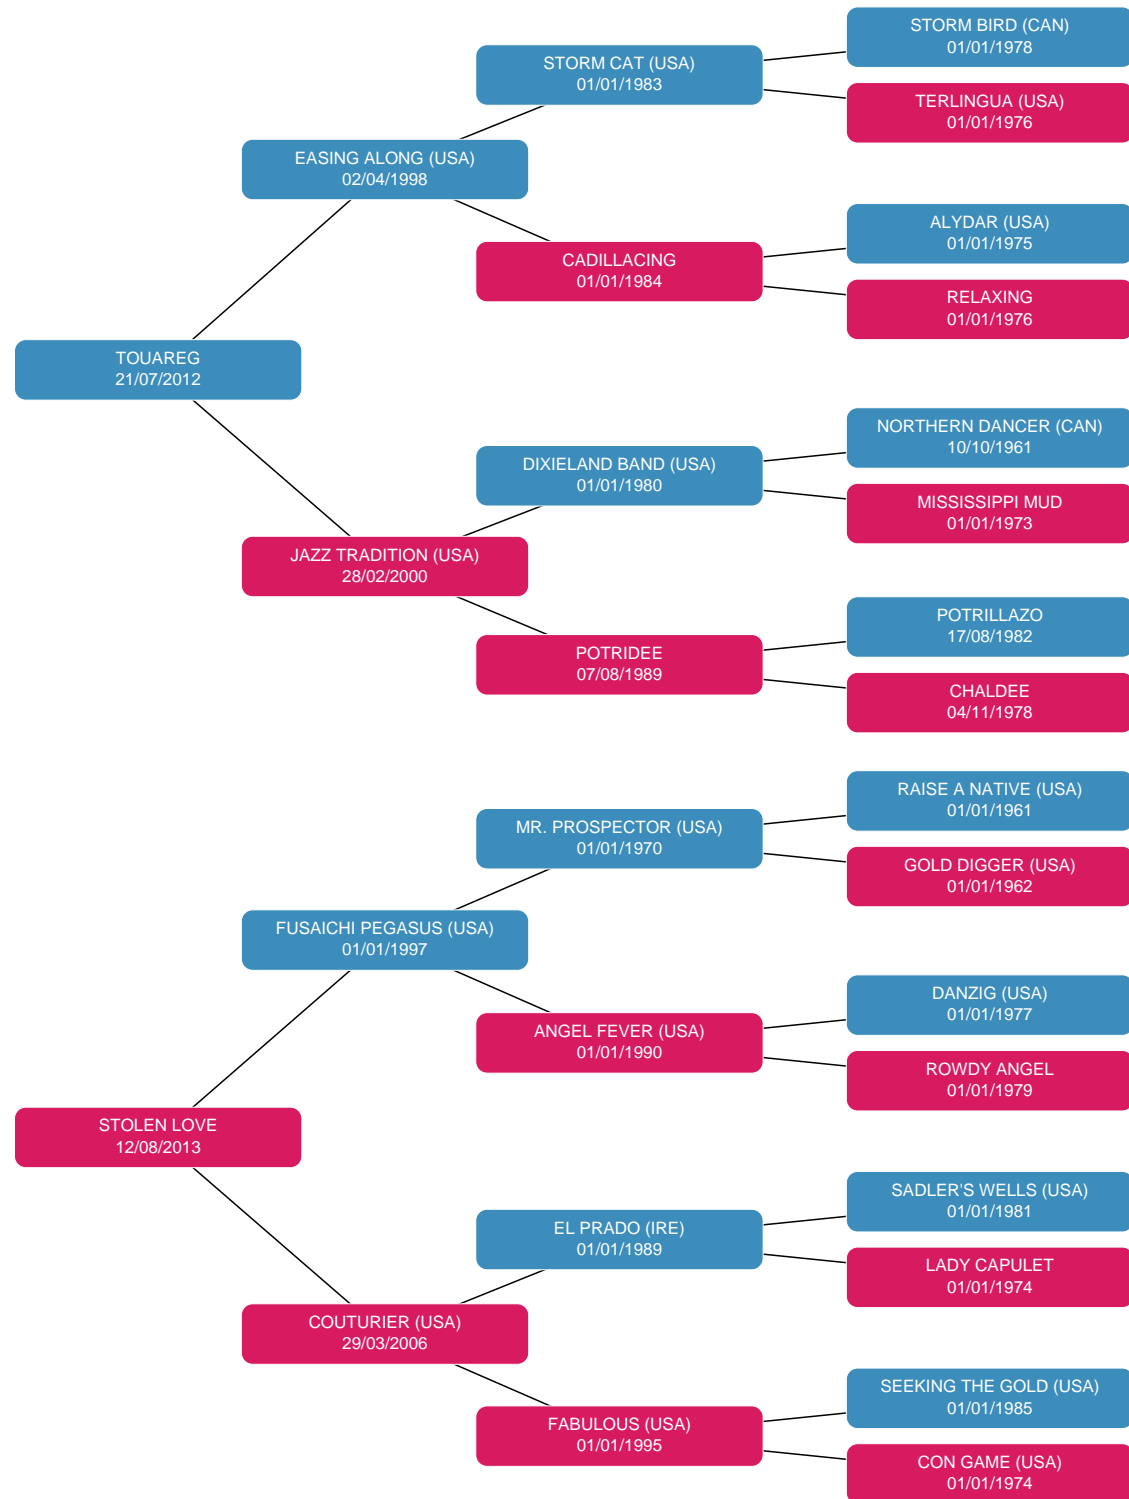 STORM BIRD (CAN)
01/01/1978
STORM CAT (USA)
01/01/1983
TERLINGUA (USA)
01/01/1976
EASING ALONG (USA)
02/04/1998
ALYDAR (USA)
01/01/1975
CADILLACING
01/01/1984
RELAXING
01/01/1976
TOUAREG
21/07/2012
NORTHERN DANCER (CAN)
10/10/1961
DIXIELAND BAND (USA)
01/01/1980
MISSISSIPPI MUD
01/01/1973
JAZZ TRADITION (USA)
28/02/2000
POTRILLAZO
17/08/1982
POTRIDEE
07/08/1989
CHALDEE
04/11/1978
RAISE A NATIVE (USA)
01/01/1961
MR. PROSPECTOR (USA)
01/01/1970
GOLD DIGGER (USA)
01/01/1962
FUSAICHI PEGASUS (USA)
01/01/1997
DANZIG (USA)
01/01/1977
ANGEL FEVER (USA)
01/01/1990
ROWDY ANGEL
01/01/1979
STOLEN LOVE
12/08/2013
SADLER'S WELLS (USA)
01/01/1981
EL PRADO (IRE)
01/01/1989
LADY CAPULET
01/01/1974
COUTURIER (USA)
29/03/2006
SEEKING THE GOLD (USA)
01/01/1985
FABULOUS (USA)
01/01/1995
CON GAME (USA)
01/01/1974